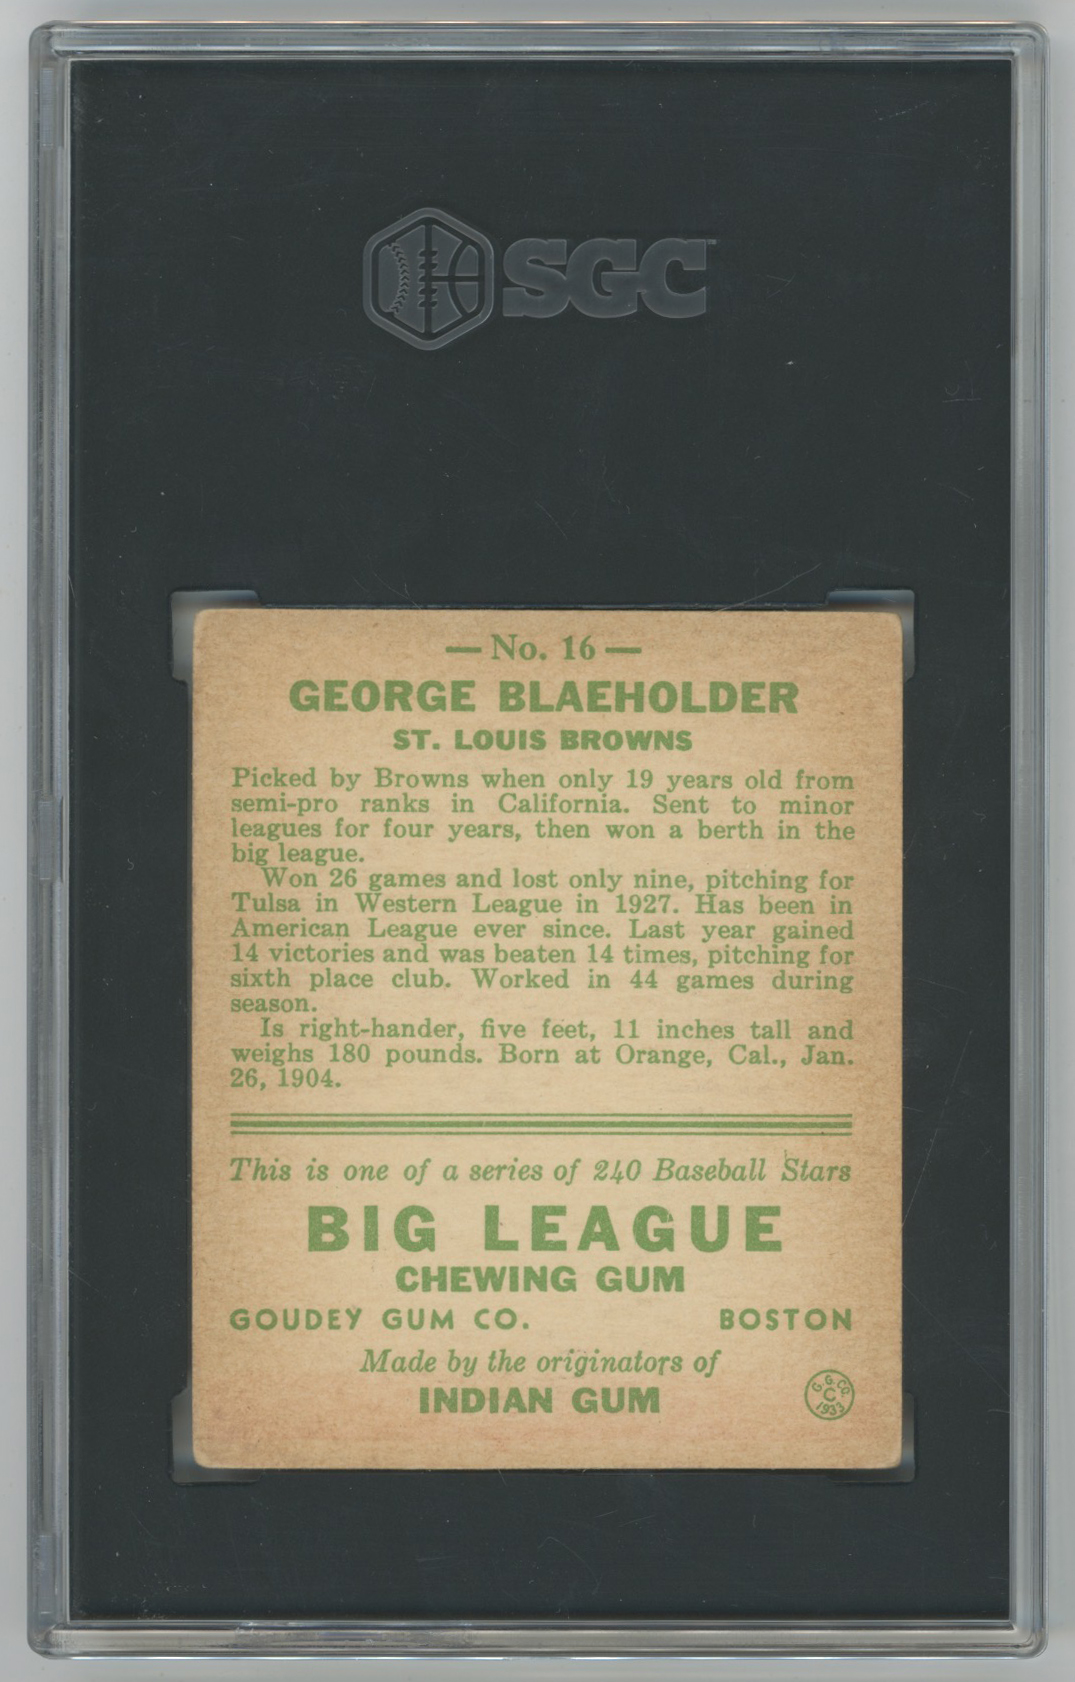 SGC
— No. 16 —
GEORGE BLAEHOLDER
ST. LOUIS BROWNS
Picked by Browns when only 19 years old from
semi-pro ranks in California. Sent to minor
leagues for four years, then won a berth in the
big league.
Won 26 games and lost only nine, pitching for
Tulsa in Western League in 1927. Has been in
American League ever since. Last year gained
14 victories and was beaten 14 times, pitching for
sixth place club. Worked in 44 games during
season.
Is right-hander, five feet, 11 inches tall and
weighs 180 pounds. Born at Orange, Cal., Jan.
26, 1904.
This is one of a series of 240 Baseball Stars
BIG LEAGUE
CHEWING GUM
GOUDEY GUM CO. BOSTON
Made by the originators of
INDIAN GUM
G. G. CO.
C
1933